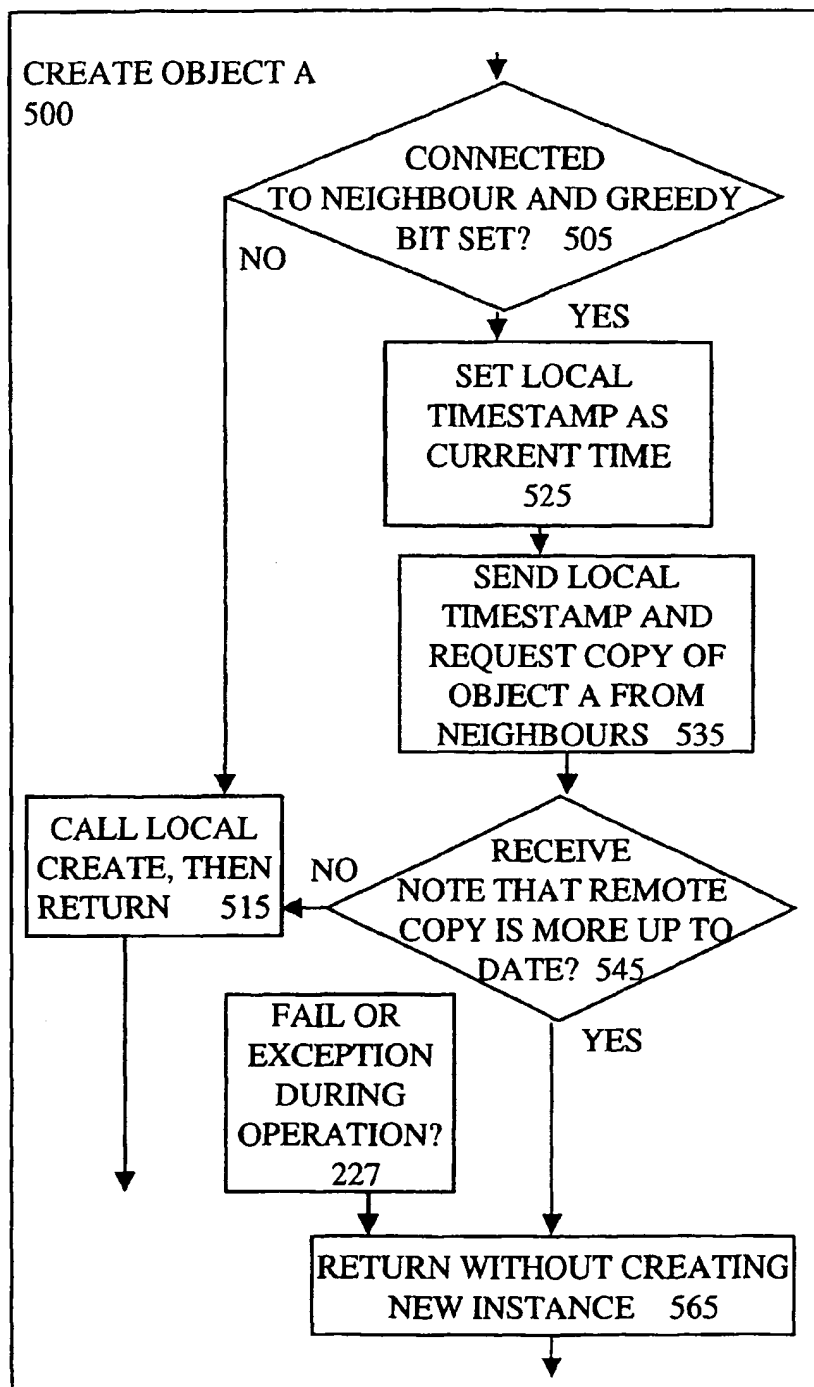 CREATE OBJECT A
500
CONNECTED
TO NEIGHBOUR AND GREEDY
BIT SET? 505
NO
YES
SET LOCAL
TIMESTAMP AS
CURRENT TIME
525
SEND LOCAL
TIMESTAMP AND
REQUEST COPY OF
OBJECT A FROM
NEIGHBOURS 535
CALL LOCAL
CREATE, THEN
RETURN 515
NO
RECEIVE
NOTE THAT REMOTE
COPY IS MORE UP TO
DATE? 545
YES
FAIL OR
EXCEPTION
DURING
OPERATION?
227
RETURN WITHOUT CREATING
NEW INSTANCE 565